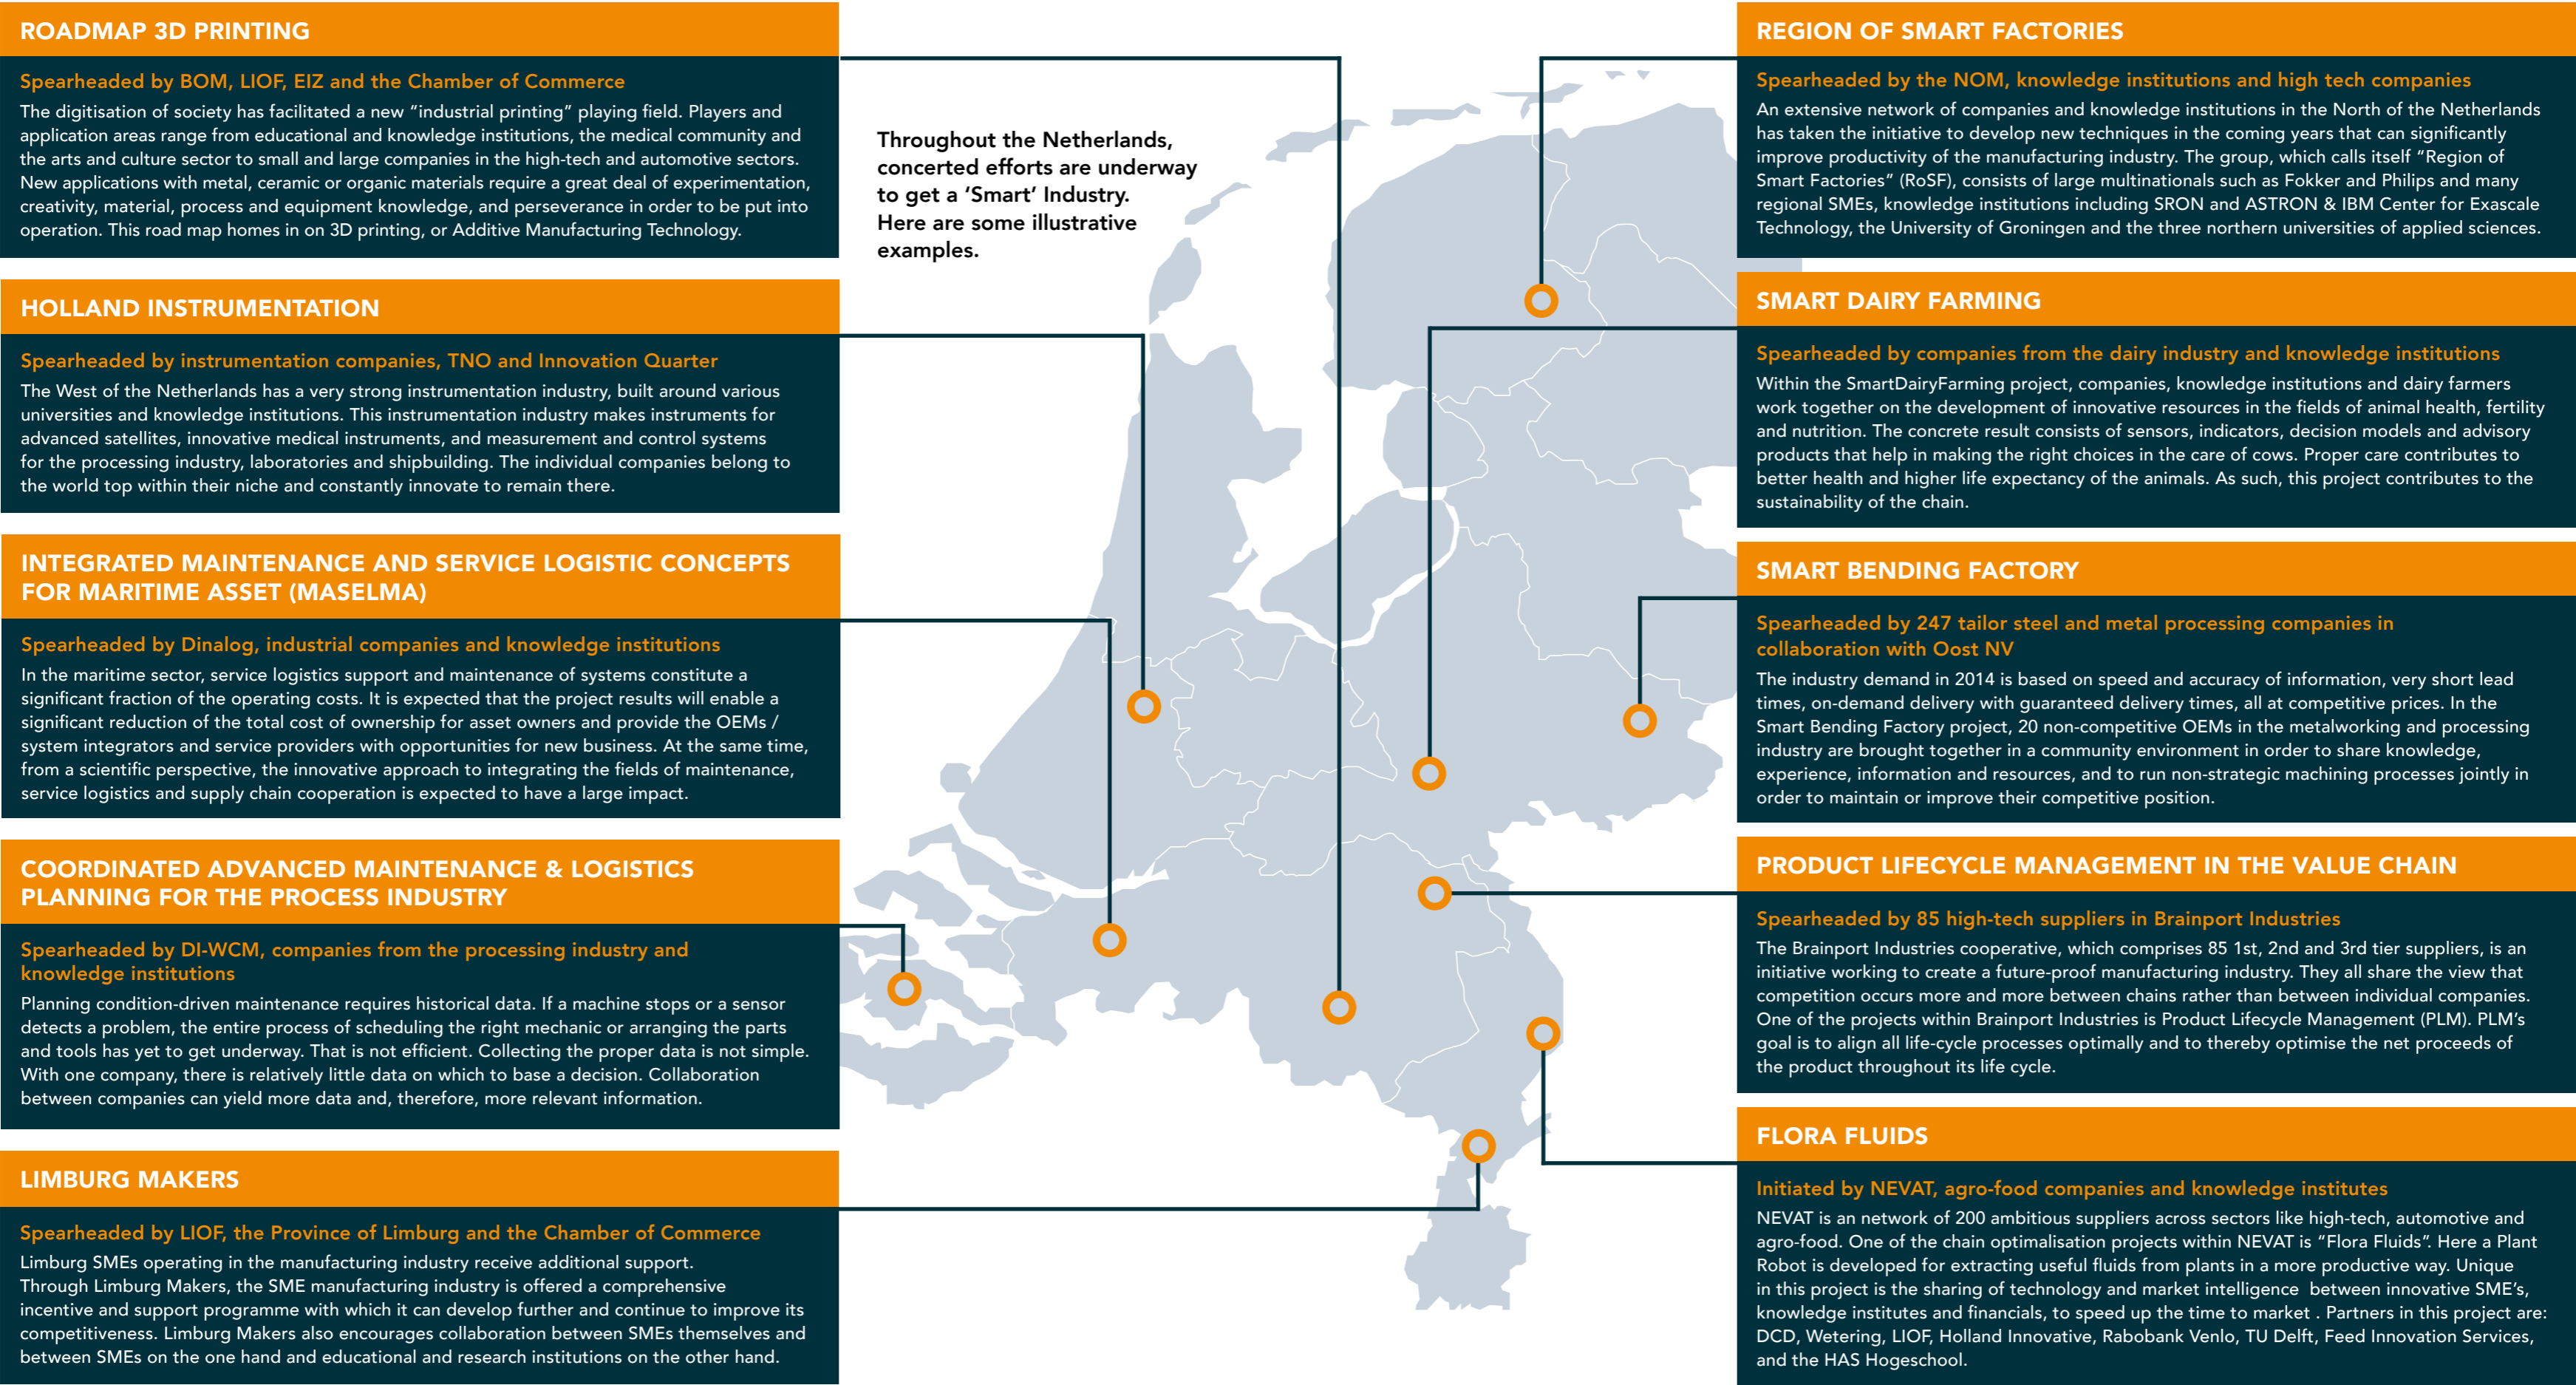 ROADMAP 3D PRINTING
Spearheaded by BOM, LIOF, EIZ and the Chamber of Commerce
The digitisation of society has facilitated a new “industrial printing” playing field. Players and
application areas range from educational and knowledge institutions, the medical community and
the arts and culture sector to small and large companies in the high-tech and automotive sectors.
New applications with metal, ceramic or organic materials require a great deal of experimentation,
creativity, material, process and equipment knowledge, and perseverance in order to be put into
operation. This road map homes in on 3D printing, or Additive Manufacturing Technology.
HOLLAND INSTRUMENTATION
Spearheaded by instrumentation companies, TNO and Innovation Quarter
The West of the Netherlands has a very strong instrumentation industry, built around various
universities and knowledge institutions. This instrumentation industry makes instruments for
advanced satellites, innovative medical instruments, and measurement and control systems
for the processing industry, laboratories and shipbuilding. The individual companies belong to
the world top within their niche and constantly innovate to remain there.
INTEGRATED MAINTENANCE AND SERVICE LOGISTIC CONCEPTS
FOR MARITIME ASSET (MASELMA)
Spearheaded by Dinalog, industrial companies and knowledge institutions
In the maritime sector, service logistics support and maintenance of systems constitute a
significant fraction of the operating costs. It is expected that the project results will enable a
significant reduction of the total cost of ownership for asset owners and provide the OEMs /
system integrators and service providers with opportunities for new business. At the same time,
from a scientific perspective, the innovative approach to integrating the fields of maintenance,
service logistics and supply chain cooperation is expected to have a large impact.
COORDINATED ADVANCED MAINTENANCE & LOGISTICS
PLANNING FOR THE PROCESS INDUSTRY
Spearheaded by DI-WCM, companies from the processing industry and
knowledge institutions
Planning condition-driven maintenance requires historical data. If a machine stops or a sensor
detects a problem, the entire process of scheduling the right mechanic or arranging the parts
and tools has yet to get underway. That is not efficient. Collecting the proper data is not simple.
With one company, there is relatively little data on which to base a decision. Collaboration
between companies can yield more data and, therefore, more relevant information.
LIMBURG MAKERS
Spearheaded by LIOF, the Province of Limburg and the Chamber of Commerce
Limburg SMEs operating in the manufacturing industry receive additional support.
Through Limburg Makers, the SME manufacturing industry is offered a comprehensive
incentive and support programme with which it can develop further and continue to improve its
competitiveness. Limburg Makers also encourages collaboration between SMEs themselves and
between SMEs on the one hand and educational and research institutions on the other hand.
Throughout the Netherlands,
concerted efforts are underway
to get a ‘Smart’ Industry.
Here are some illustrative
examples.
REGION OF SMART FACTORIES
Spearheaded by the NOM, knowledge institutions and high tech companies
An extensive network of companies and knowledge institutions in the North of the Netherlands
has taken the initiative to develop new techniques in the coming years that can significantly
improve productivity of the manufacturing industry. The group, which calls itself “Region of
Smart Factories” (RoSF), consists of large multinationals such as Fokker and Philips and many
regional SMEs, knowledge institutions including SRON and ASTRON & IBM Center for Exascale
Technology, the University of Groningen and the three northern universities of applied sciences.
SMART DAIRY FARMING
Spearheaded by companies from the dairy industry and knowledge institutions
Within the SmartDairyFarming project, companies, knowledge institutions and dairy farmers
work together on the development of innovative resources in the fields of animal health, fertility
and nutrition. The concrete result consists of sensors, indicators, decision models and advisory
products that help in making the right choices in the care of cows. Proper care contributes to
better health and higher life expectancy of the animals. As such, this project contributes to the
sustainability of the chain.
SMART BENDING FACTORY
Spearheaded by 247 tailor steel and metal processing companies in
collaboration with Oost NV
The industry demand in 2014 is based on speed and accuracy of information, very short lead
times, on-demand delivery with guaranteed delivery times, all at competitive prices. In the
Smart Bending Factory project, 20 non-competitive OEMs in the metalworking and processing
industry are brought together in a community environment in order to share knowledge,
experience, information and resources, and to run non-strategic machining processes jointly in
order to maintain or improve their competitive position.
PRODUCT LIFECYCLE MANAGEMENT IN THE VALUE CHAIN
Spearheaded by 85 high-tech suppliers in Brainport Industries
The Brainport Industries cooperative, which comprises 85 1st, 2nd and 3rd tier suppliers, is an
initiative working to create a future-proof manufacturing industry. They all share the view that
competition occurs more and more between chains rather than between individual companies.
One of the projects within Brainport Industries is Product Lifecycle Management (PLM). PLM’s
goal is to align all life-cycle processes optimally and to thereby optimise the net proceeds of
the product throughout its life cycle.
FLORA FLUIDS
Initiated by NEVAT, agro-food companies and knowledge institutes
NEVAT is an network of 200 ambitious suppliers across sectors like high-tech, automotive and
agro-food. One of the chain optimalisation projects within NEVAT is “Flora Fluids”. Here a Plant
Robot is developed for extracting useful fluids from plants in a more productive way. Unique
in this project is the sharing of technology and market intelligence between innovative SME’s,
knowledge institutes and financials, to speed up the time to market . Partners in this project are:
DCD, Wetering, LIOF, Holland Innovative, Rabobank Venlo, TU Delft, Feed Innovation Services,
and the HAS Hogeschool.